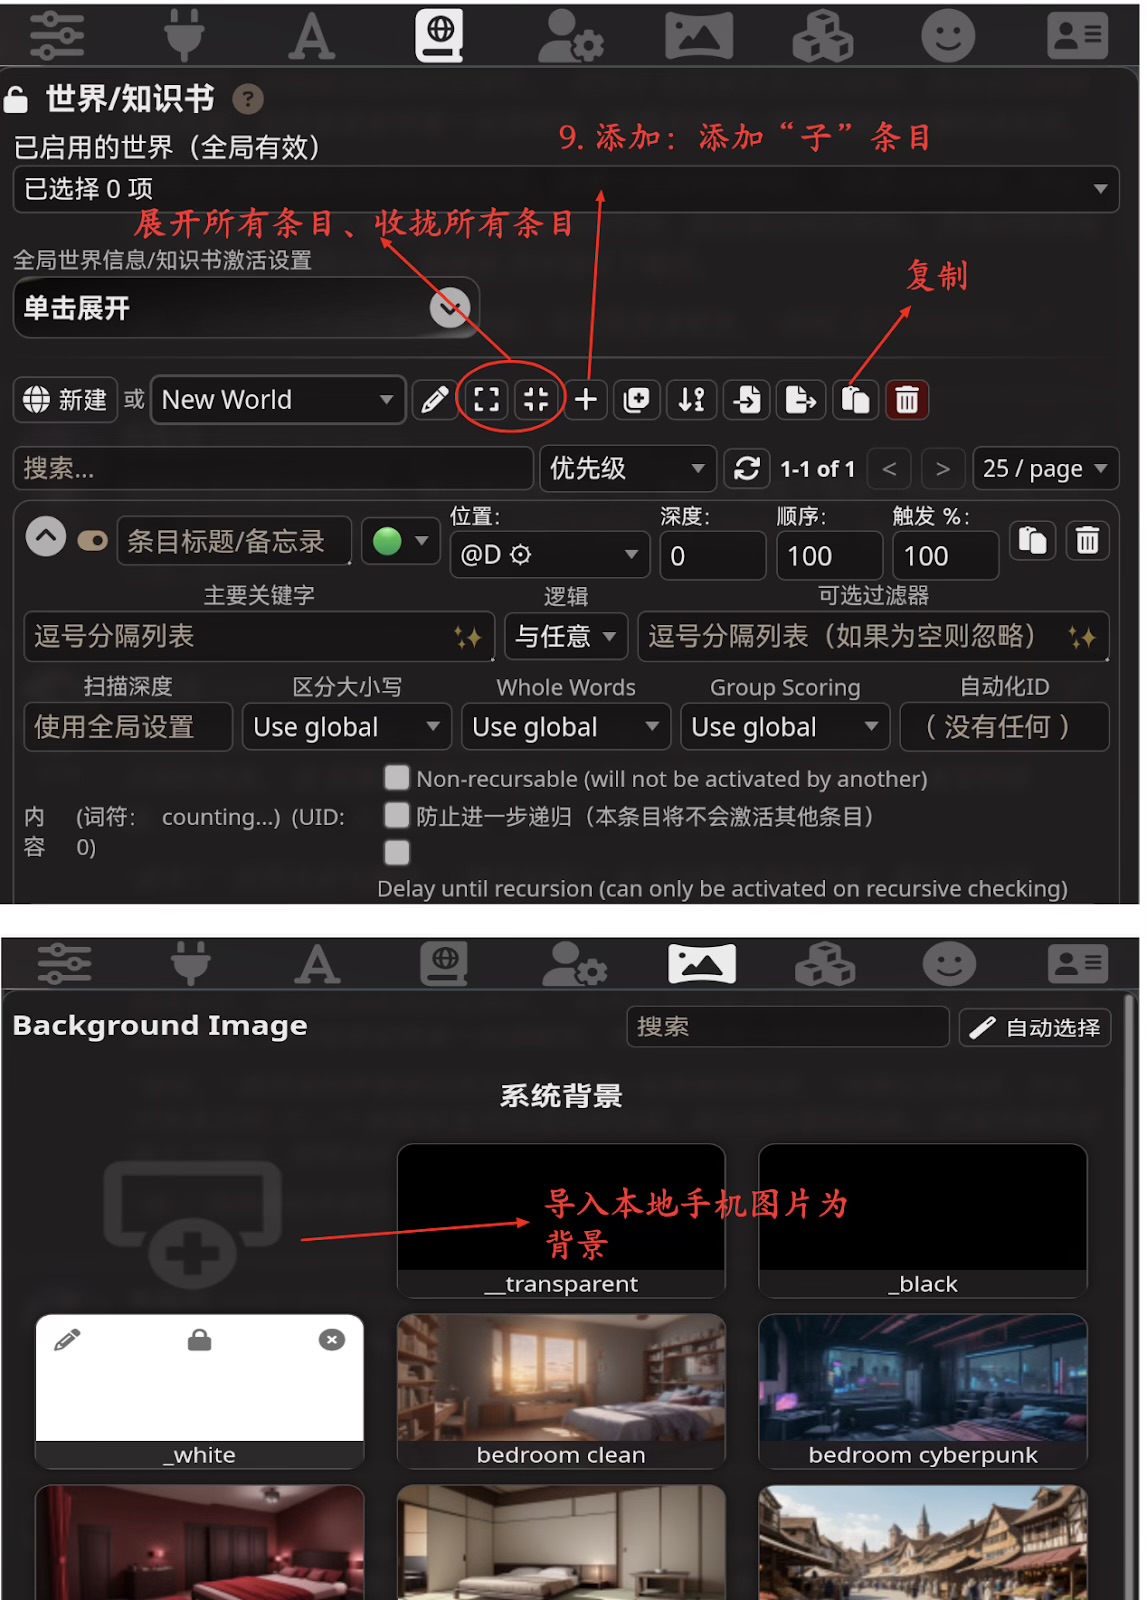 世界/知识书 ?
已启用的世界（全局有效）
9. 添加：添加“子”条目
已选择 0 项
展开所有条目、收拢所有条目
全局世界信息/知识书激活设置
复制
单击展开
新建 或 New World
搜索... 优先级 1-1 of 1 < > 25 / page
位置: 深度: 顺序: 触发 %:
条目标题/备忘录 @D 0 100 100
主要关键字 逻辑 可选过滤器
逗号分隔列表 与任意 逗号分隔列表（如果为空则忽略）
扫描深度 区分大小写 Whole Words Group Scoring 自动化ID
使用全局设置 Use global Use global Use global （没有任何）
Non-recursable (will not be activated by another)
内容 (词符： counting...) (UID: 0)
防止进一步递归（本条目将不会激活其他条目）
Delay until recursion (can only be activated on recursive checking)
Background Image 搜索 自动选择
系统背景
导入本地手机图片为
背景
__transparent _black
_white bedroom clean bedroom cyberpunk